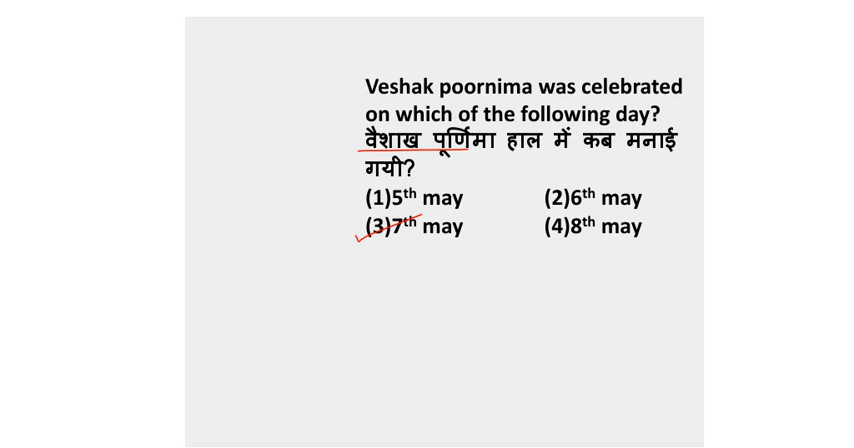 Veshak poornima was celebrated
on which of the following day?
वैशाख पूर्णिमा हाल में कब मनाई
गयी?
(1)5th may (2)6th may
(3)7th may (4)8th may